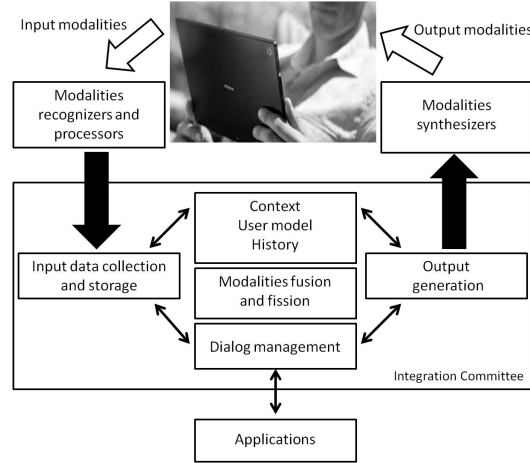 Input modalities
Output modalities
Modalities
recognizers and
processors
Modalities
synthesizers
Context
User model
History
Input data collection
and storage
Modalities fusion
and fission
Output
generation
Dialog management
Integration Committee
Applications